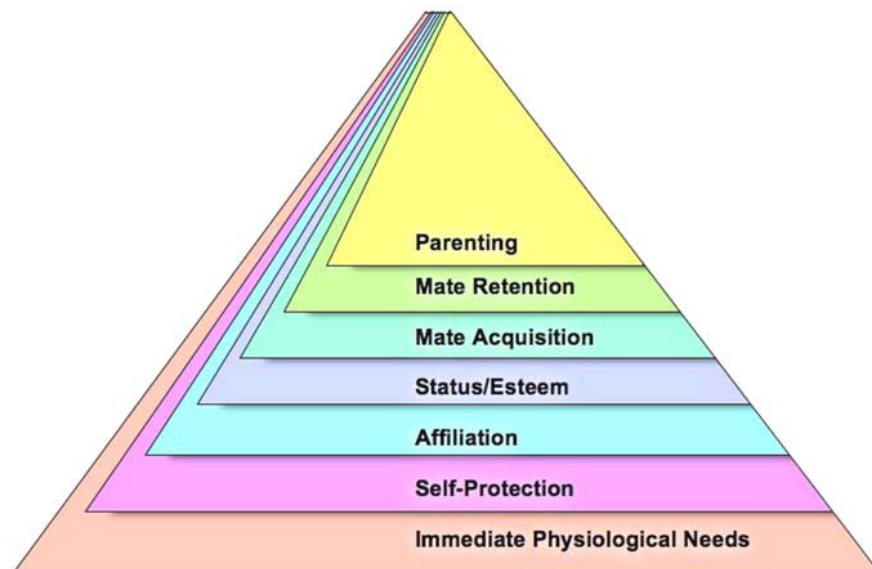 Parenting
Mate Retention
Mate Acquisition
Status/Esteem
Affiliation
Self-Protection
Immediate Physiological Needs